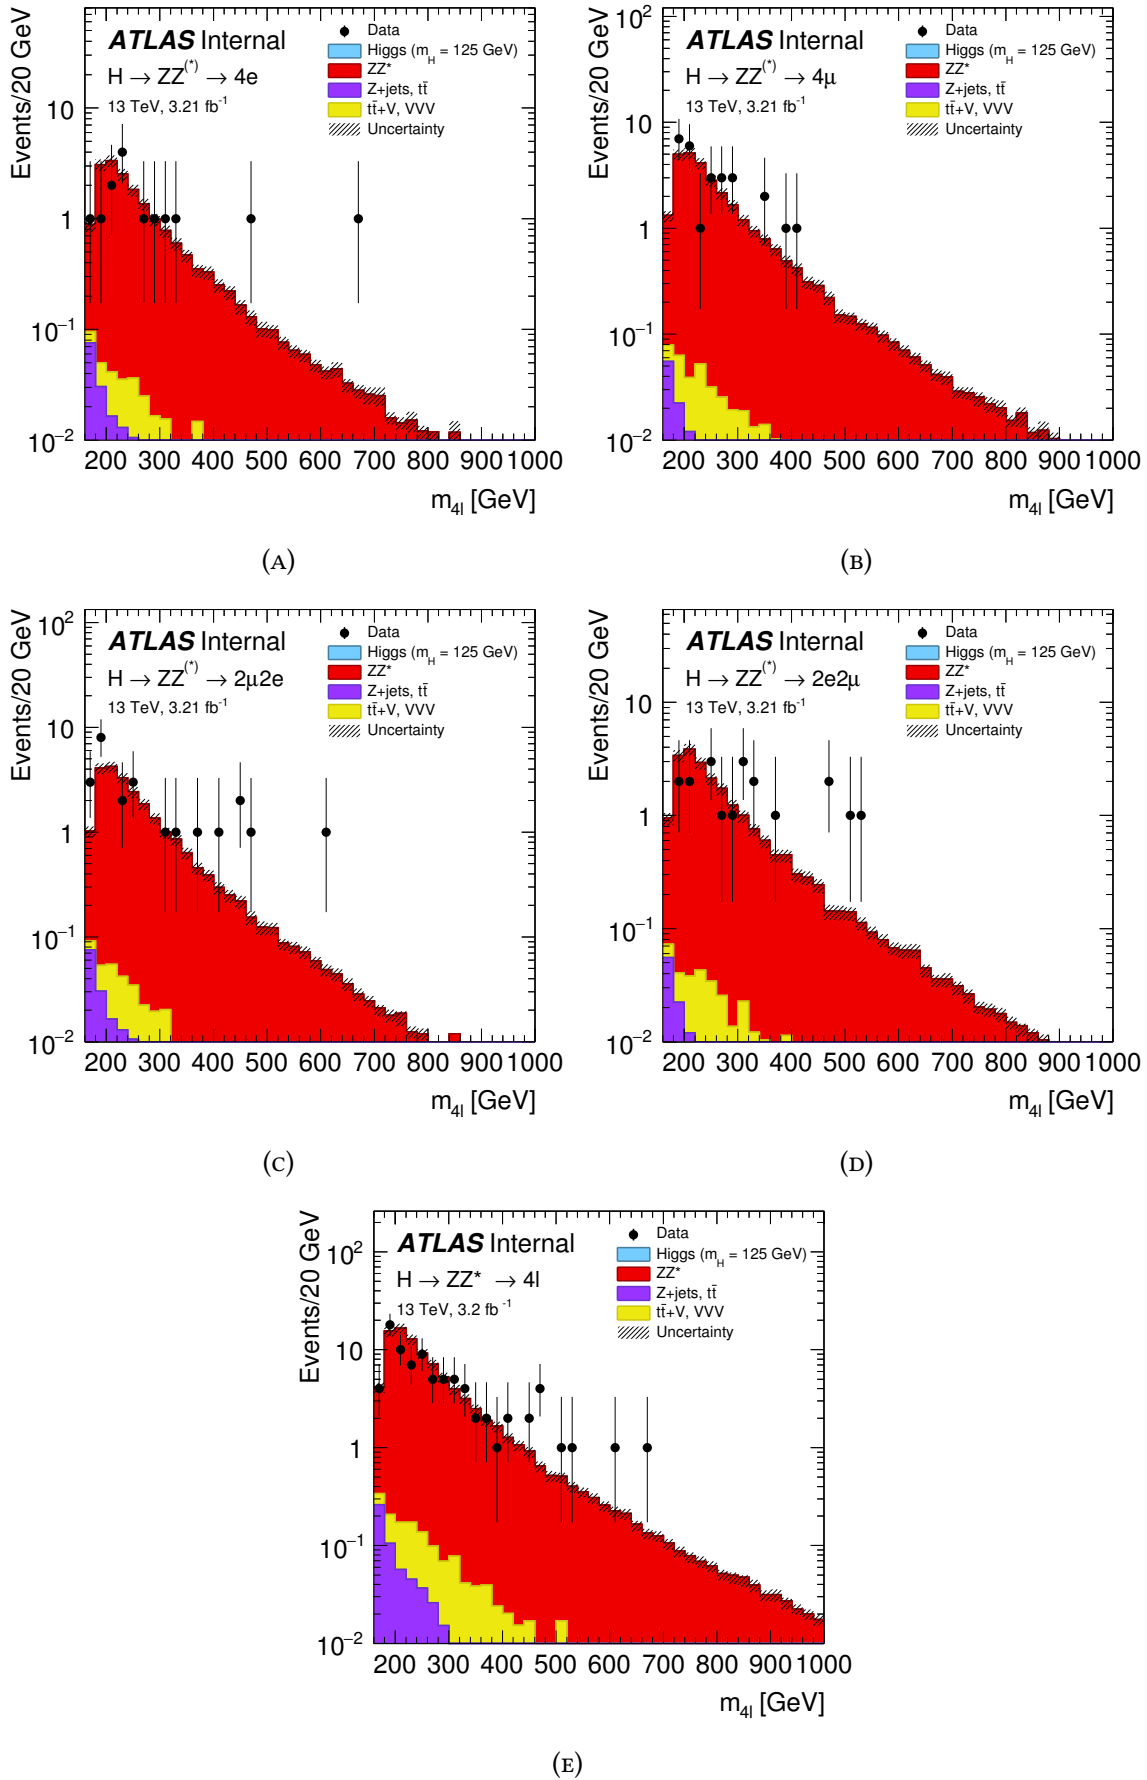 Events/20 GeV
ATLAS Internal
H → ZZ(*) → 4e
13 TeV, 3.21 fb-1
Data
Higgs (mH = 125 GeV)
ZZ*
Z+jets, tt̄
tt̄+V, VVV
Uncertainty
10
1
10−1
10−2
200 300 400 500 600 700 800 900 1000
m4l [GeV]
(A)
Events/20 GeV
ATLAS Internal
H → ZZ(*) → 4μ
13 TeV, 3.21 fb-1
Data
Higgs (mH = 125 GeV)
ZZ*
Z+jets, tt̄
tt̄+V, VVV
Uncertainty
102
10
1
10−1
10−2
200 300 400 500 600 700 800 900 1000
m4l [GeV]
(B)
Events/20 GeV
ATLAS Internal
H → ZZ(*) → 2μ2e
13 TeV, 3.21 fb-1
Data
Higgs (mH = 125 GeV)
ZZ*
Z+jets, tt̄
tt̄+V, VVV
Uncertainty
102
10
1
10−1
10−2
200 300 400 500 600 700 800 900 1000
m4l [GeV]
(C)
Events/20 GeV
ATLAS Internal
H → ZZ(*) → 2e2μ
13 TeV, 3.21 fb-1
Data
Higgs (mH = 125 GeV)
ZZ*
Z+jets, tt̄
tt̄+V, VVV
Uncertainty
10
1
10−1
10−2
200 300 400 500 600 700 800 900 1000
m4l [GeV]
(D)
Events/20 GeV
ATLAS Internal
H → ZZ* → 4l
13 TeV, 3.2 fb-1
Data
Higgs (mH = 125 GeV)
ZZ*
Z+jets, tt̄
tt̄+V, VVV
Uncertainty
102
10
1
10−1
10−2
200 300 400 500 600 700 800 900 1000
m4l [GeV]
(E)